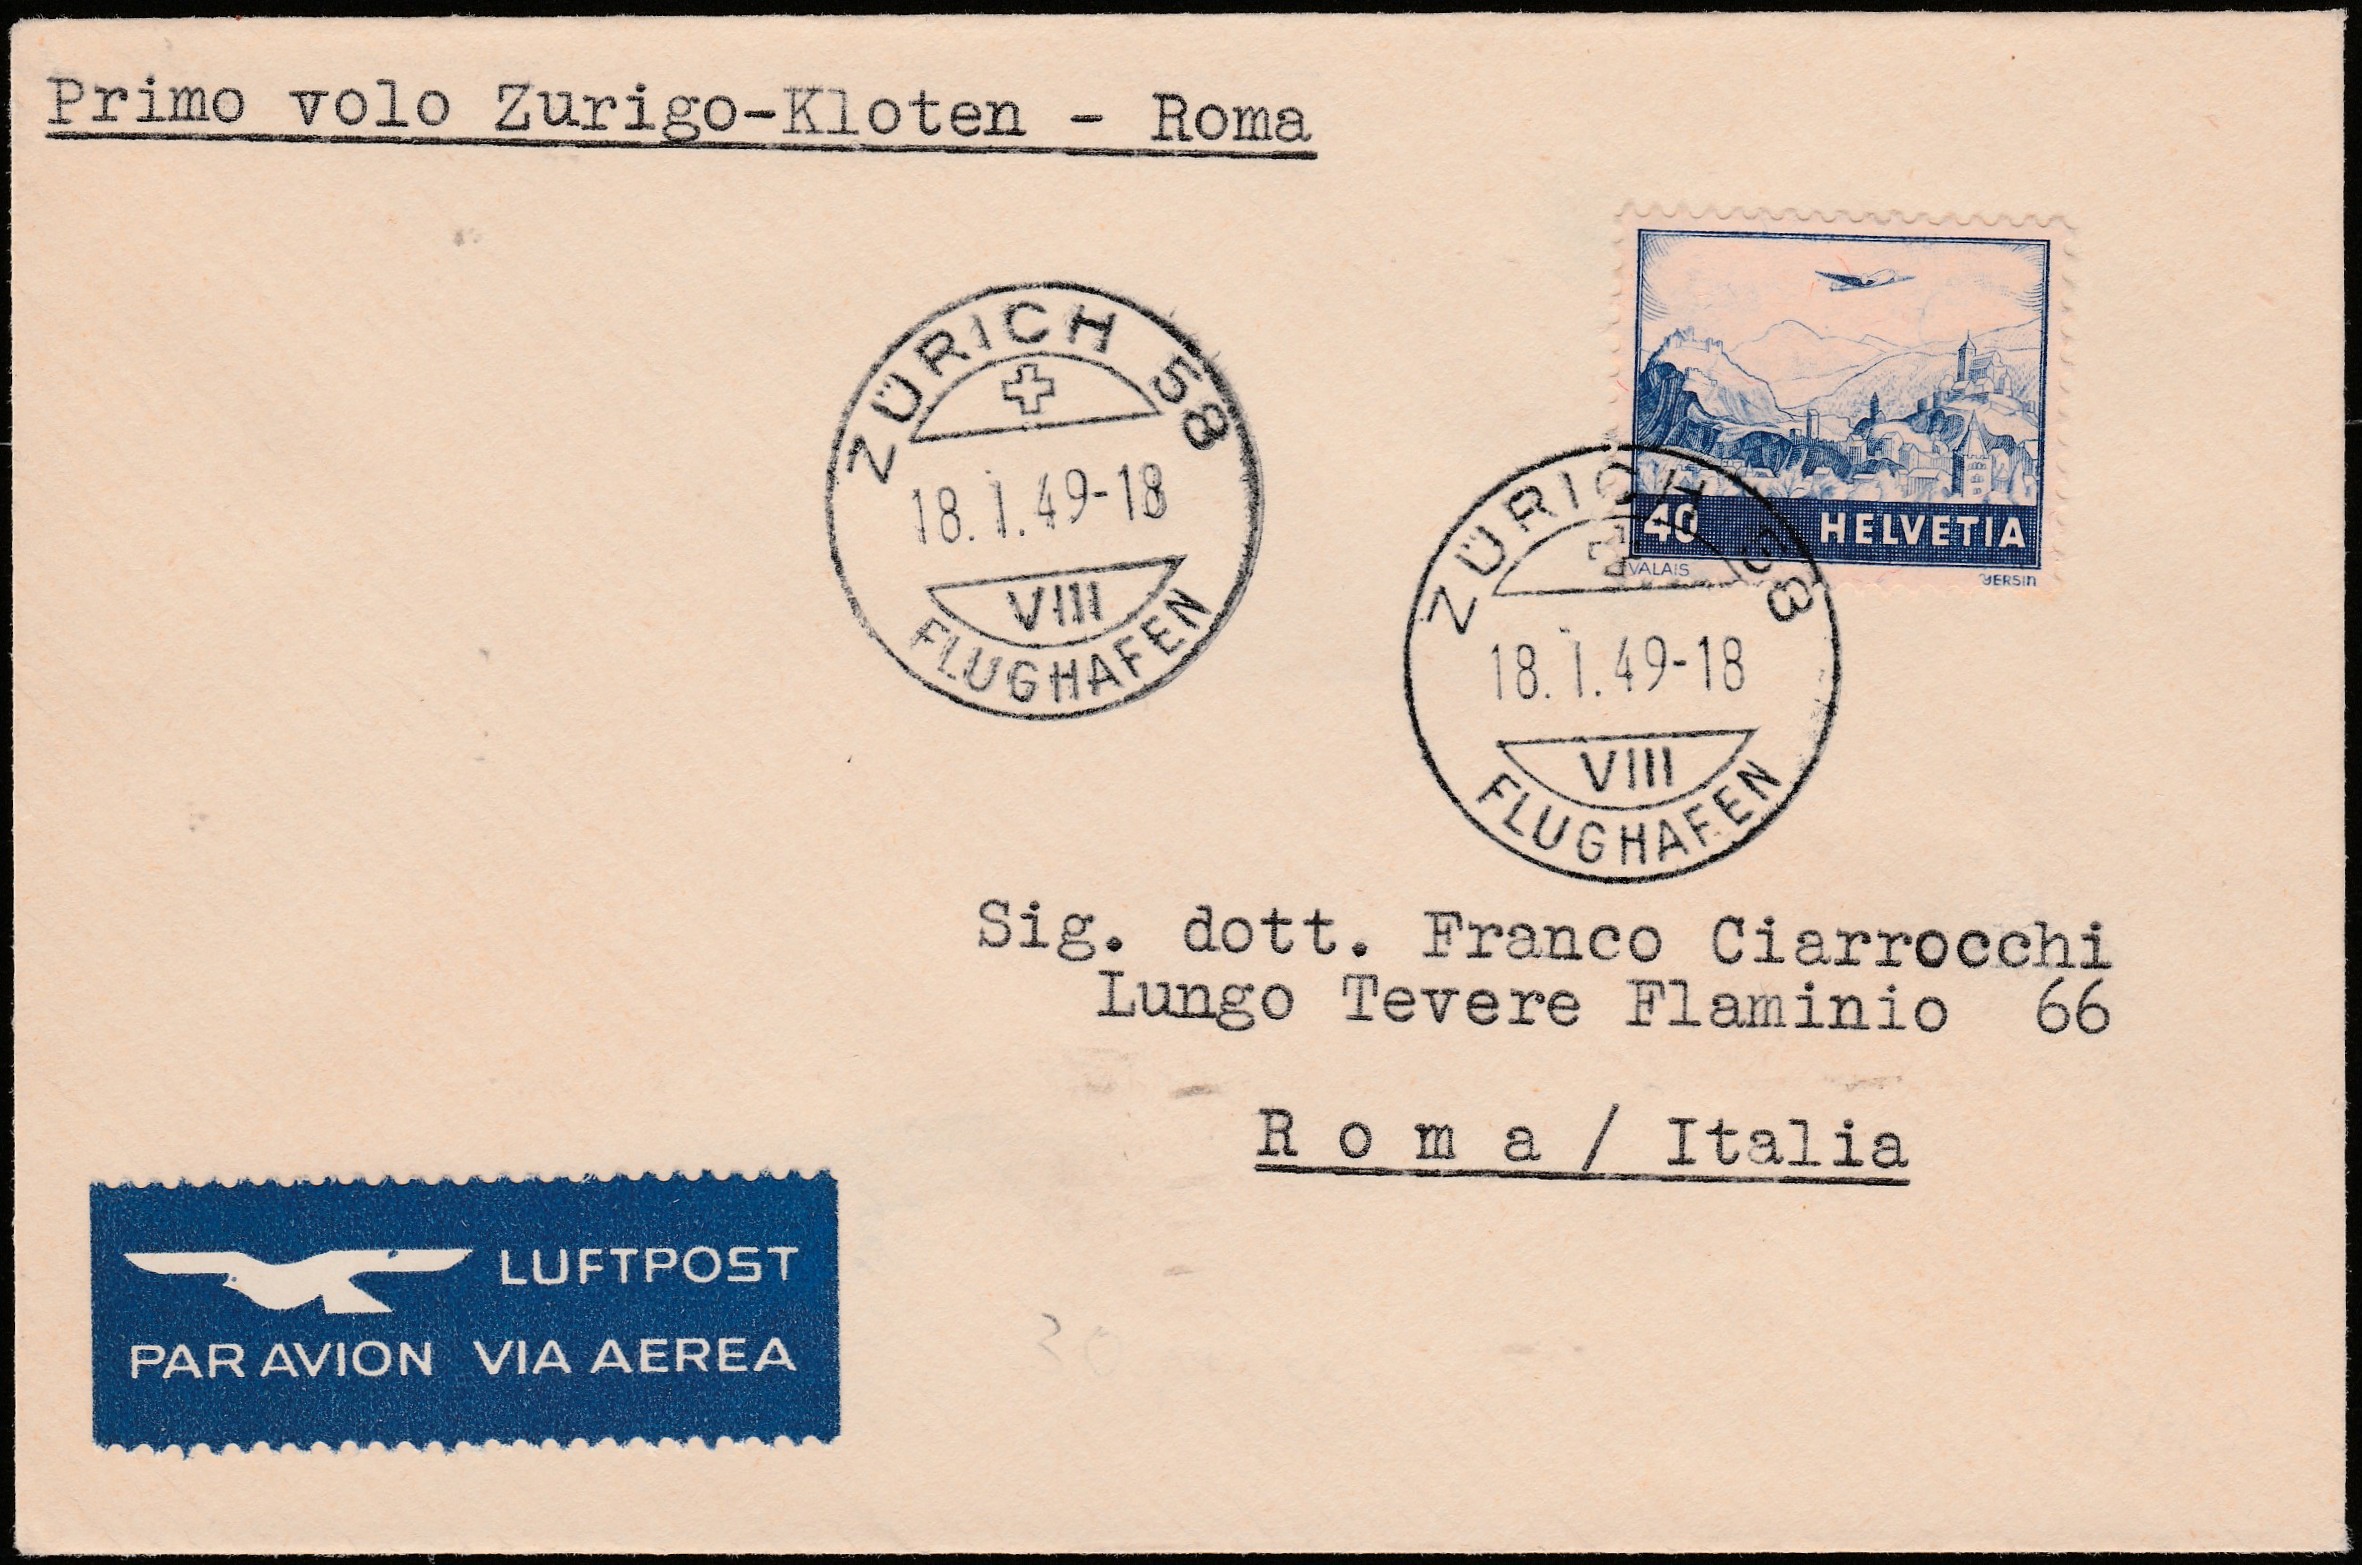 Primo volo Zurigo-Kloten - Roma
ZÜRICH 58
18.I.49-18
VIII
FLUGHAFEN
40 HELVETIA
VALAIS
ZÜRICH 58
18.I.49-18
VIII
FLUGHAFEN
Sig. dott. Franco Ciarrocchi
Lungo Tevere Flaminio 66
R o m a / Italia
LUFTPOST
PAR AVION VIA AEREA